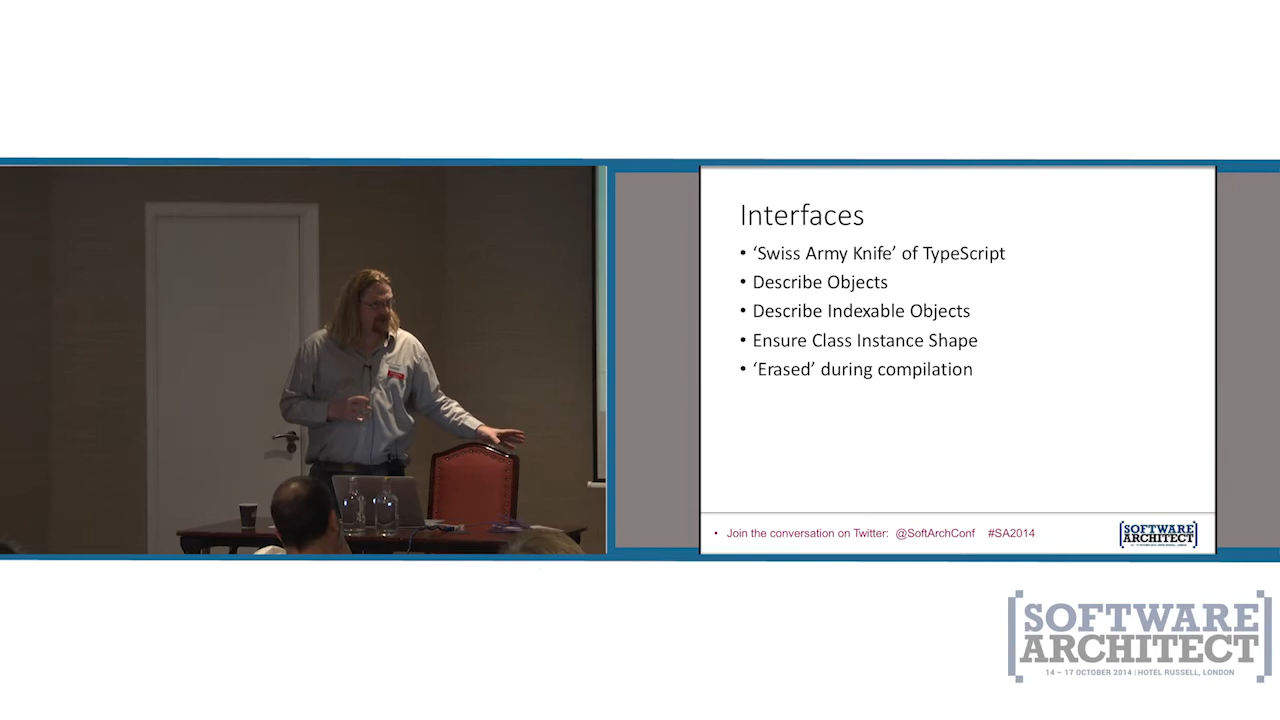 Interfaces
• ‘Swiss Army Knife’ of TypeScript
• Describe Objects
• Describe Indexable Objects
• Ensure Class Instance Shape
• ‘Erased’ during compilation
• Join the conversation on Twitter: @SoftArchConf #SA2014
[SOFTWARE
ARCHITECT]
[SOFTWARE
ARCHITECT]
14 – 17 OCTOBER 2014 | HOTEL RUSSELL, LONDON